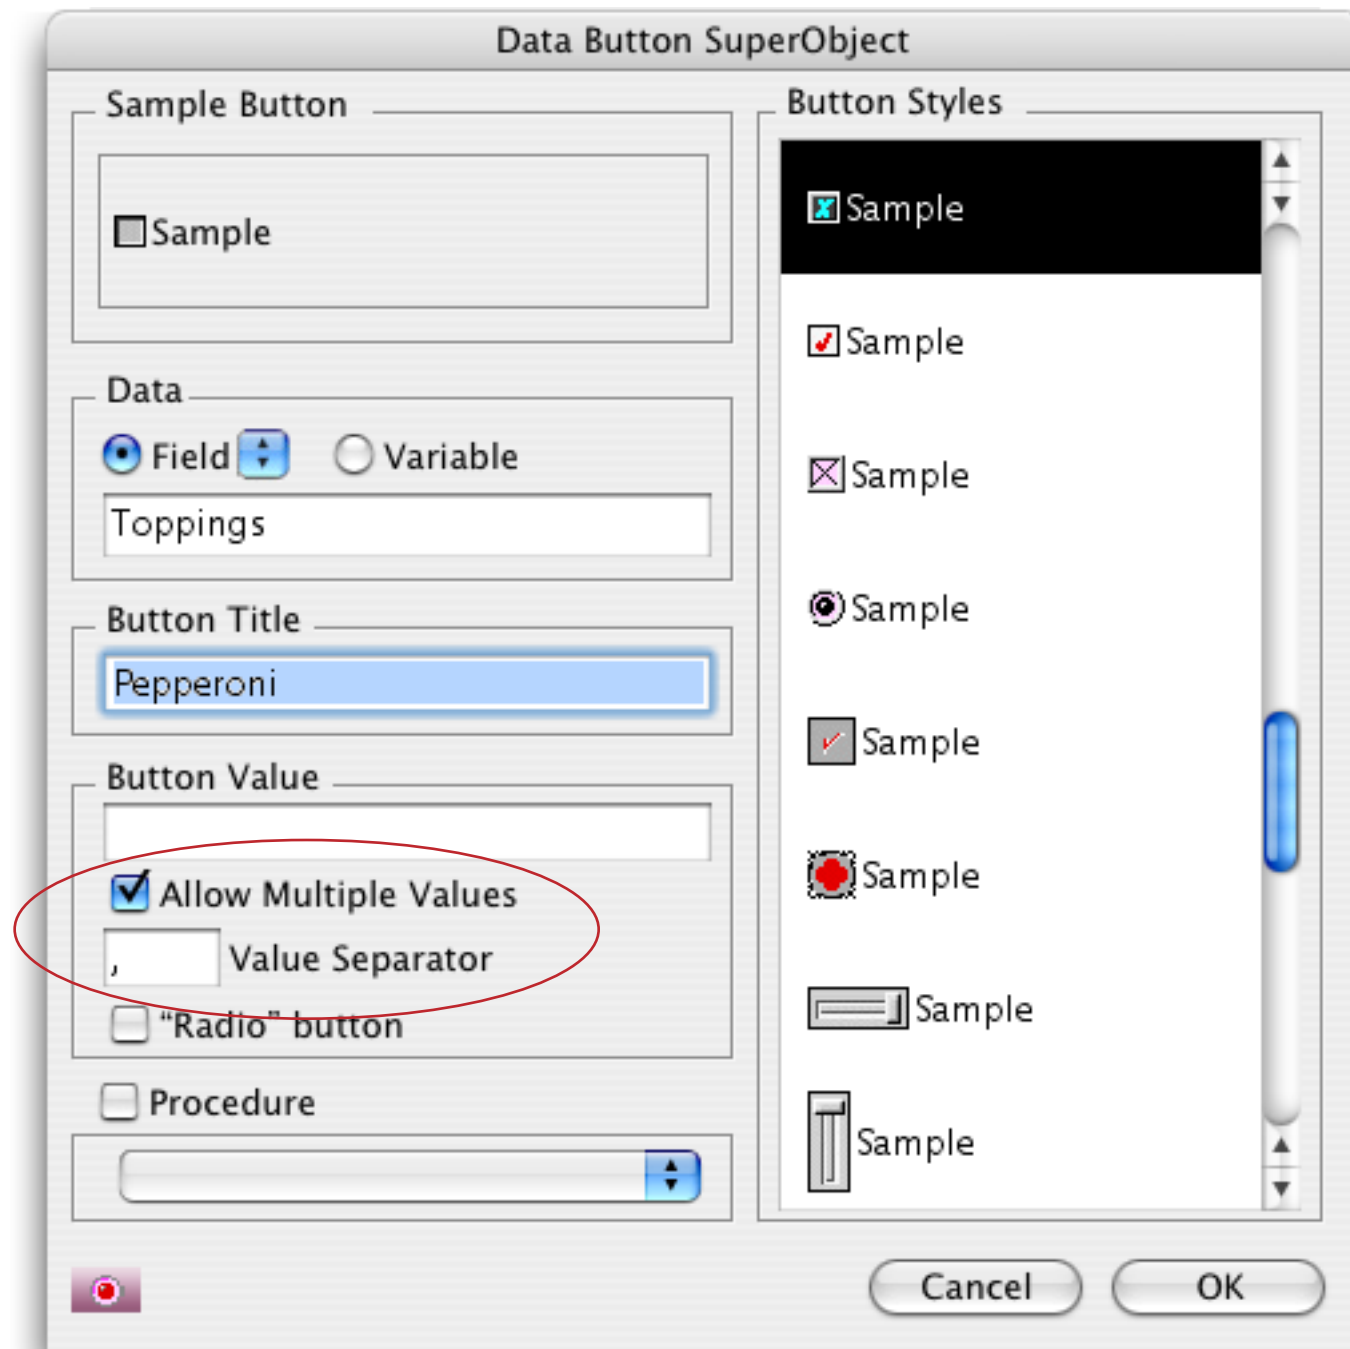 Data Button SuperObject
Sample Button
Sample
Data
Field
Variable
Toppings
Button Title
Pepperoni
Button Value
Allow Multiple Values
, Value Separator
“Radio” button
Procedure
Button Styles
Sample
Sample
Sample
Sample
Sample
Sample
Sample
Sample
Cancel
OK